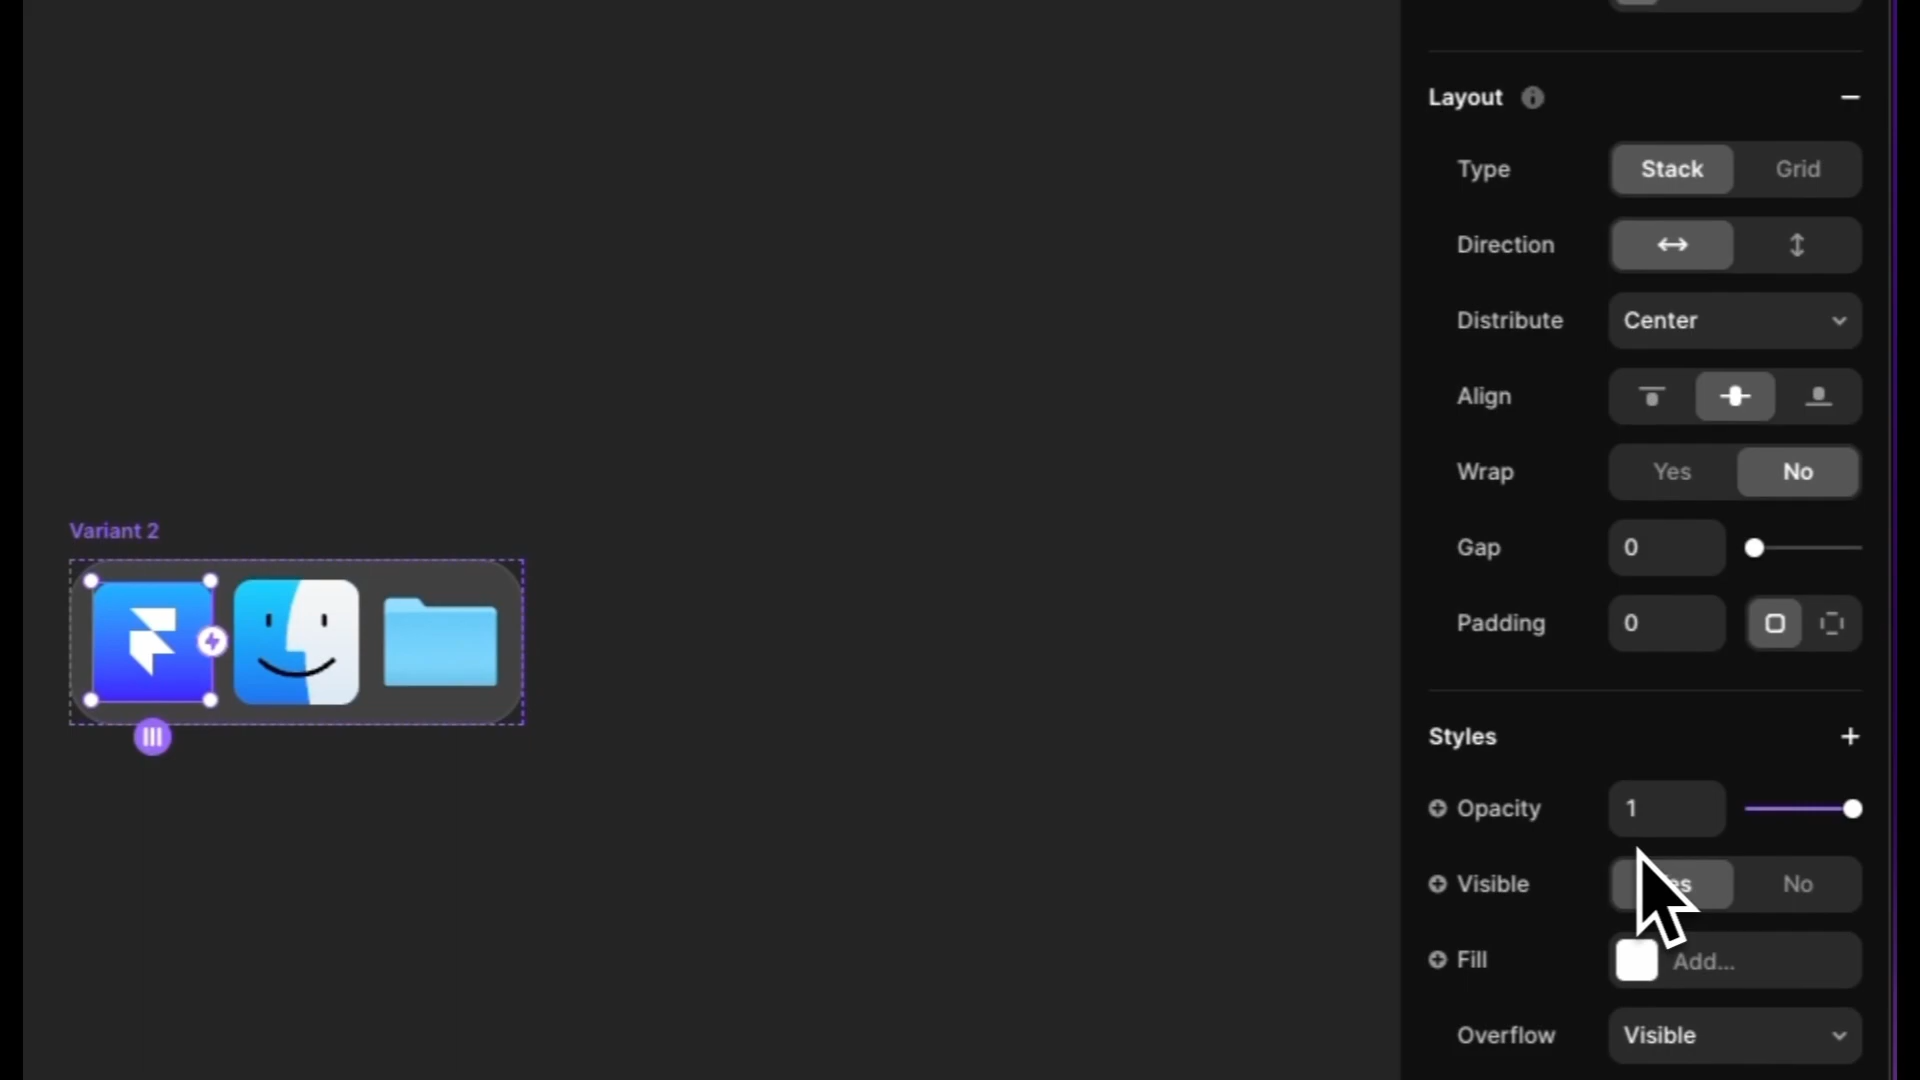 Layout
Type Stack Grid
Direction
Distribute Center
Align
Wrap Yes No
Gap 0
Padding 0
Variant 2
Styles
Opacity 1
Visible No
Fill Add...
Overflow Visible